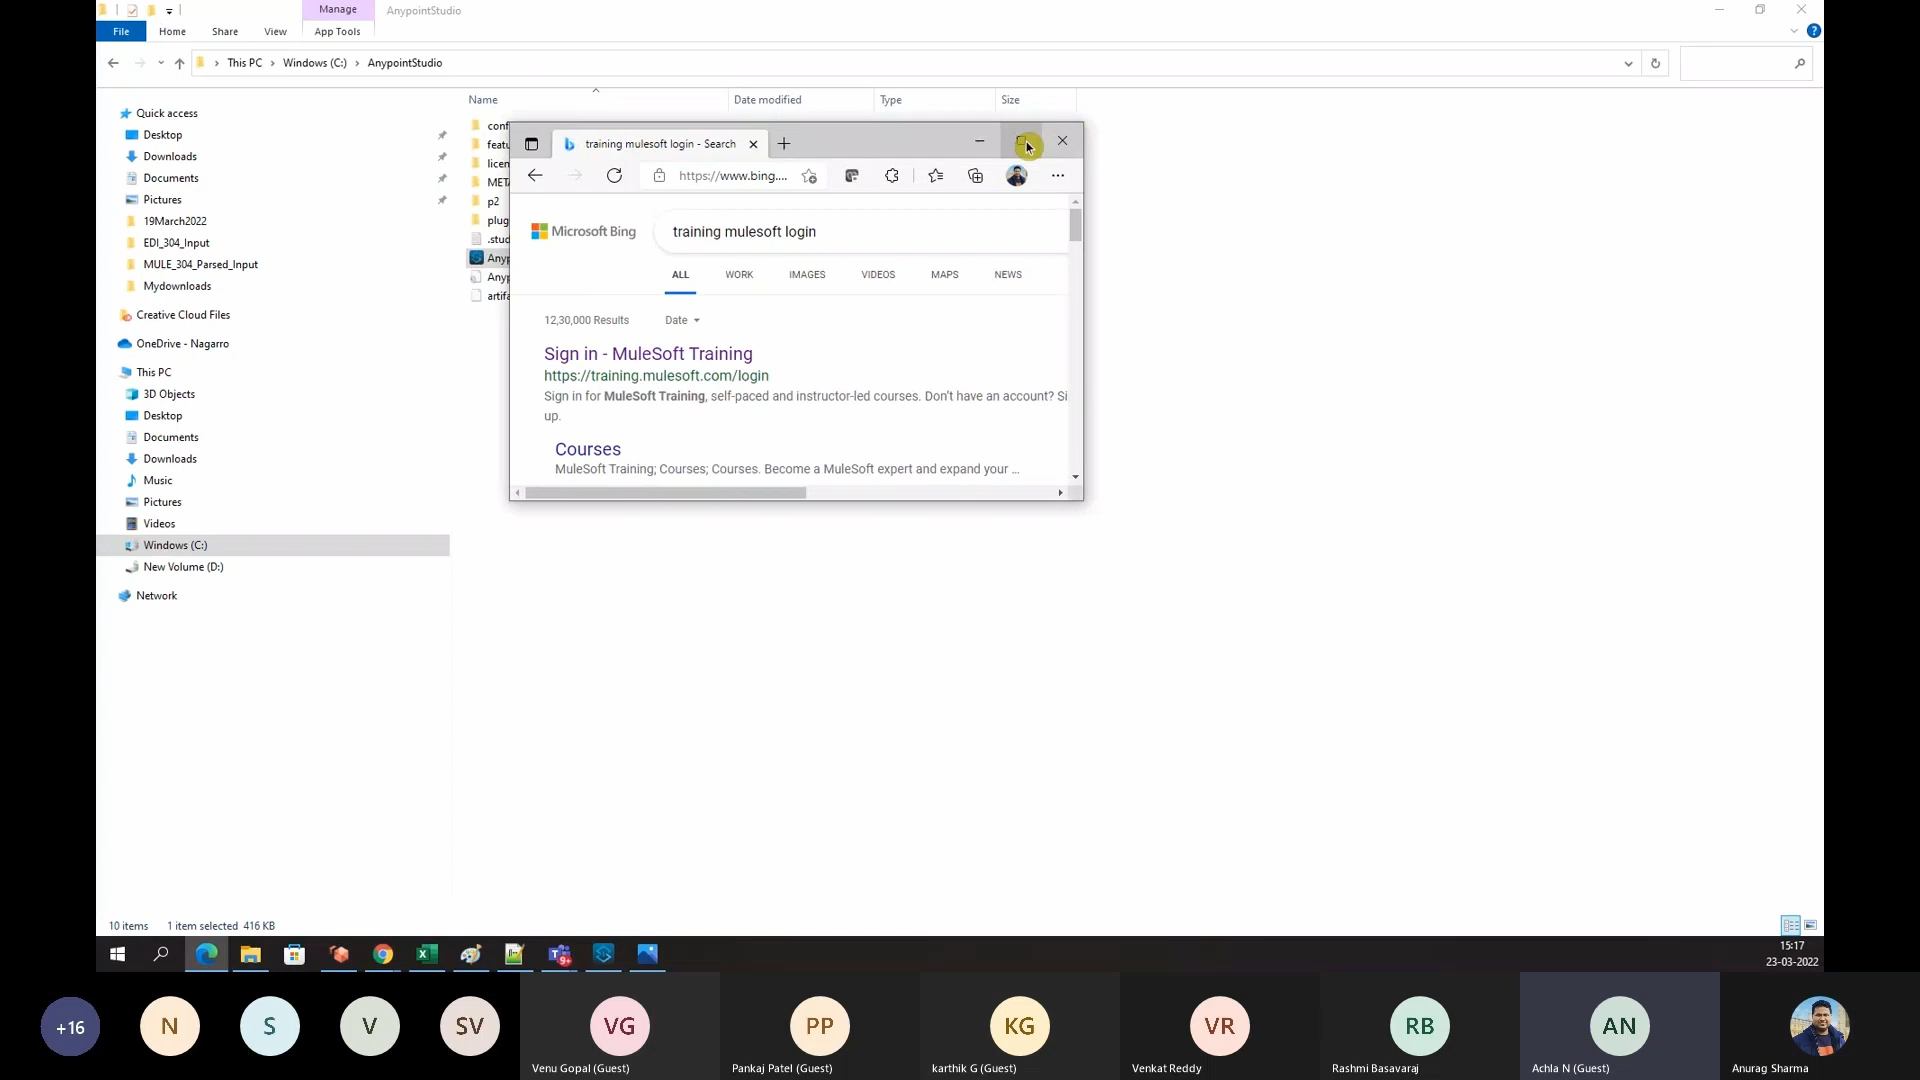 Manage
AnypointStudio
File
Home
Share
View
App Tools
This PC
Windows (C:)
AnypointStudio
Name
Date modified
Type
Size
Quick access
Desktop
Downloads
Documents
Pictures
19March2022
EDI_304_Input
MULE_304_Parsed_Input
Mydownloads
Creative Cloud Files
OneDrive - Nagarro
This PC
3D Objects
Desktop
Documents
Downloads
Music
Pictures
Videos
Windows (C:)
New Volume (D:)
Network
conf
featu
licen
META
p2
plug
.stud
Anyp
Anyp
artifa
training mulesoft login - Search
https://www.bing....
Microsoft Bing
training mulesoft login
ALL
WORK
IMAGES
VIDEOS
MAPS
NEWS
12,30,000 Results
Date
Sign in - MuleSoft Training
https://training.mulesoft.com/login
Sign in for MuleSoft Training, self-paced and instructor-led courses. Don't have an account? Si
up.
Courses
MuleSoft Training; Courses; Courses. Become a MuleSoft expert and expand your ...
10 items
1 item selected 416 KB
9+
15:17
23-03-2022
+16
N
S
V
SV
VG
Venu Gopal (Guest)
PP
Pankaj Patel (Guest)
KG
karthik G (Guest)
VR
Venkat Reddy
RB
Rashmi Basavaraj
AN
Achla N (Guest)
Anurag Sharma